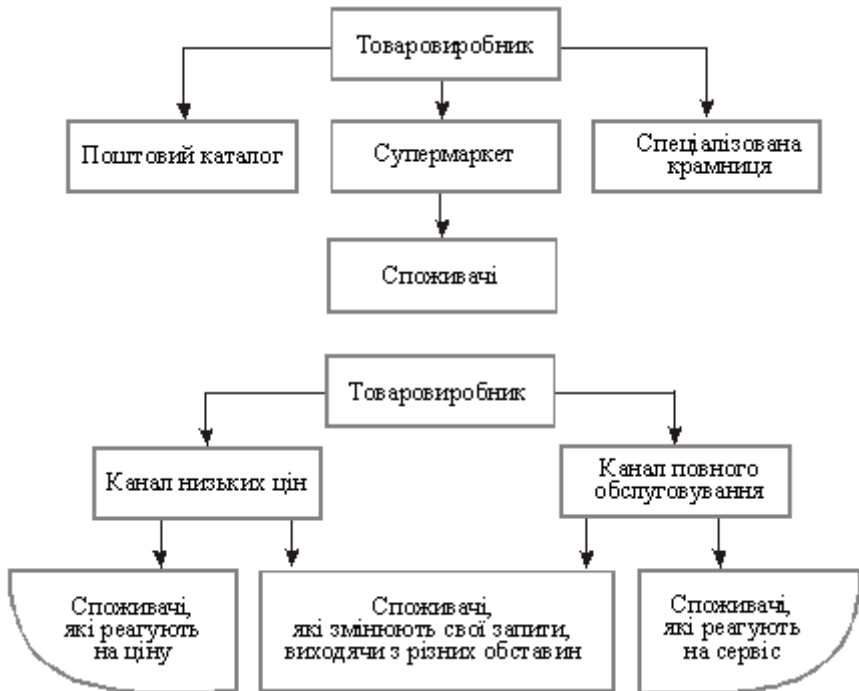 Товаровиробник
Поштовий каталог
Супермаркет
Спеціалізована
крамниця
Споживачі
Товаровиробник
Канал низьких цін
Канал повного
обслуговування
Споживачі,
які реагують
на ціну
Споживачі,
які змінюють свої запити,
виходячи з різних обставин
Споживачі,
які реагують
на сервіс